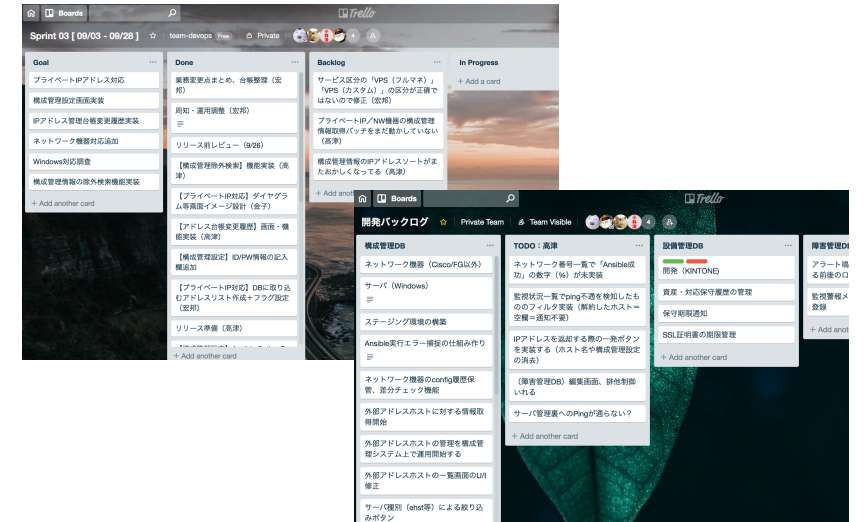 Boards
Trello
Sprint 03 [ 09/03 - 09/28 ]
team-devops
Free
Private
4
Goal
プライベートIPアドレス対応
構成管理設定画面実装
IPアドレス管理台帳変更履歴実装
ネットワーク機器対応追加
Windows対応調査
構成管理情報の除外検索機能実装
+ Add another card
Done
業務変更点まとめ、台帳整理（宏
邦）
周知・運用調整（宏邦）
リリース前レビュー（9/26）
【構成管理除外検索】機能実装（高
津）
【プライベートIP対応】ダイヤグラ
ム等画面イメージ設計（金子）
【アドレス台帳変更履歴】画面・機
能実装（高津）
【構成管理設定】ID/PW情報の記入
欄追加
【プライベートIP対応】DBに取り込
むアドレスリスト作成＋フラグ設定
（宏邦）
リリース準備（高津）
+ Add another card
Backlog
サービス区分の「VPS（フルマネ）」
「VPS（カスタム）」の区分が正確で
はないので修正（宏邦）
プライベートIP／NW機器の構成管理
情報取得バッチをまだ動かしていない
（高津）
構成管理情報のIPアドレスソートがま
たおかしくなってる（高津）
+ Add anot
In Progress
+ Add a card
Boards
Trello
開発バックログ
Private Team
Team Visible
4
構成管理DB
ネットワーク機器（Cisco/FG以外）
サーバ（Windows）
ステージング環境の構築
Ansible実行エラー捕捉の仕組み作り
ネットワーク機器のconfig履歴保
管、差分チェック機能
外部アドレスホストに対する情報取
得開始
外部アドレスホストの管理を構成管
理システム上で運用開始する
外部アドレスホストの一覧画面のU/I
修正
サーバ種別（ehst等）による絞り込
みボタン
TODO：高津
ネットワーク番号一覧で「Ansible成
功」の数字（%）が未実装
監視状況一覧でping不通を検知したも
ののフィルタ実装（解約したホスト＝
空欄＝通知不要）
IPアドレスを返却する際の一発ボタン
を実装する（ホスト名や構成管理設定
の消去）
（障害管理DB）編集画面、排他制御
いれる
サーバ管理裏へのPingが通らない？
+ Add another card
設備管理DB
開発（KINTONE）
資産・対応保守履歴の管理
保守期限通知
SSL証明書の期限管理
+ Add another card
障害管理D
アラート鳴
る前後のロ
監視警報メ
登録
+ Add anot